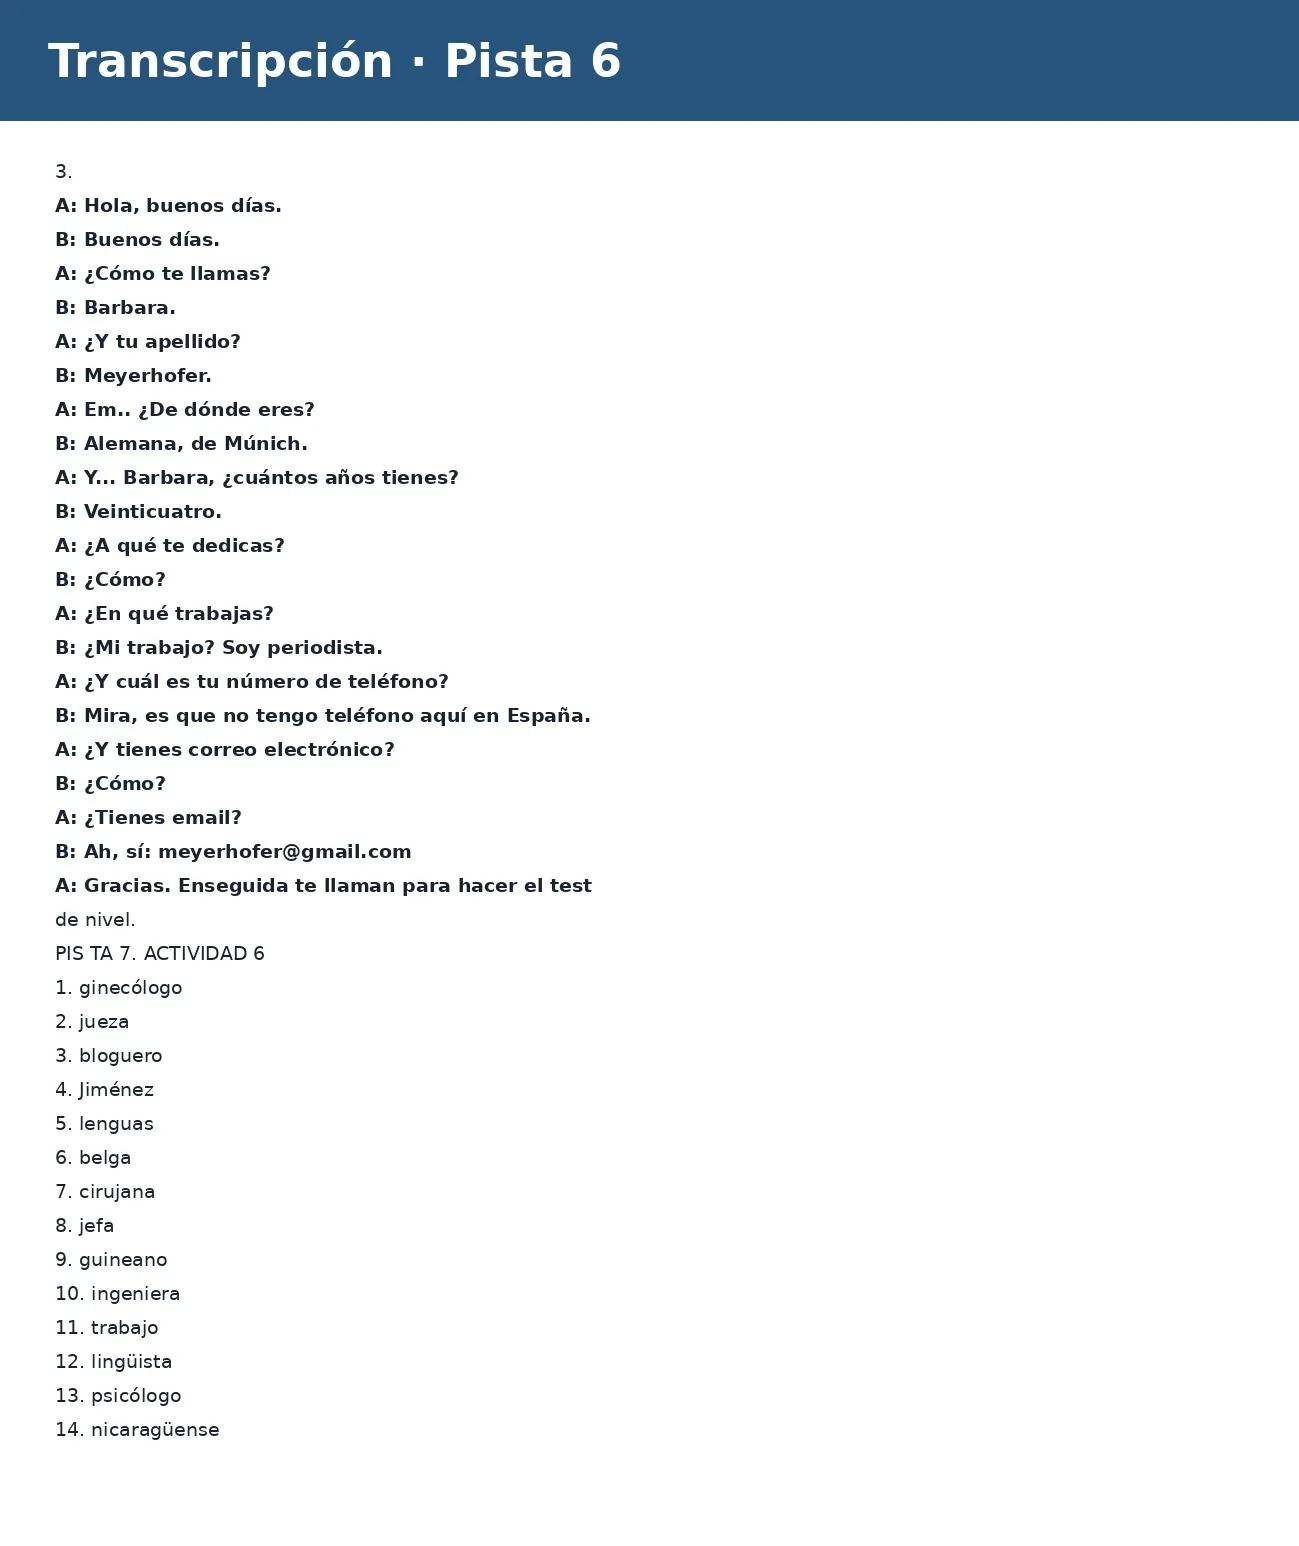 Transcripción · Pista 6
3.
A: Hola, buenos días.
B: Buenos días.
A: ¿Cómo te llamas?
B: Barbara.
A: ¿Y tu apellido?
B: Meyerhofer.
A: Em.. ¿De dónde eres?
B: Alemana, de Múnich.
A: Y... Barbara, ¿cuántos años tienes?
B: Veinticuatro.
A: ¿A qué te dedicas?
B: ¿Cómo?
A: ¿En qué trabajas?
B: ¿Mi trabajo? Soy periodista.
A: ¿Y cuál es tu número de teléfono?
B: Mira, es que no tengo teléfono aquí en España.
A: ¿Y tienes correo electrónico?
B: ¿Cómo?
A: ¿Tienes email?
B: Ah, sí: meyerhofer@gmail.com
A: Gracias. Enseguida te llaman para hacer el test
de nivel.
PIS TA 7. ACTIVIDAD 6
1. ginecólogo
2. jueza
3. bloguero
4. Jiménez
5. lenguas
6. belga
7. cirujana
8. jefa
9. guineano
10. ingeniera
11. trabajo
12. lingüista
13. psicólogo
14. nicaragüense